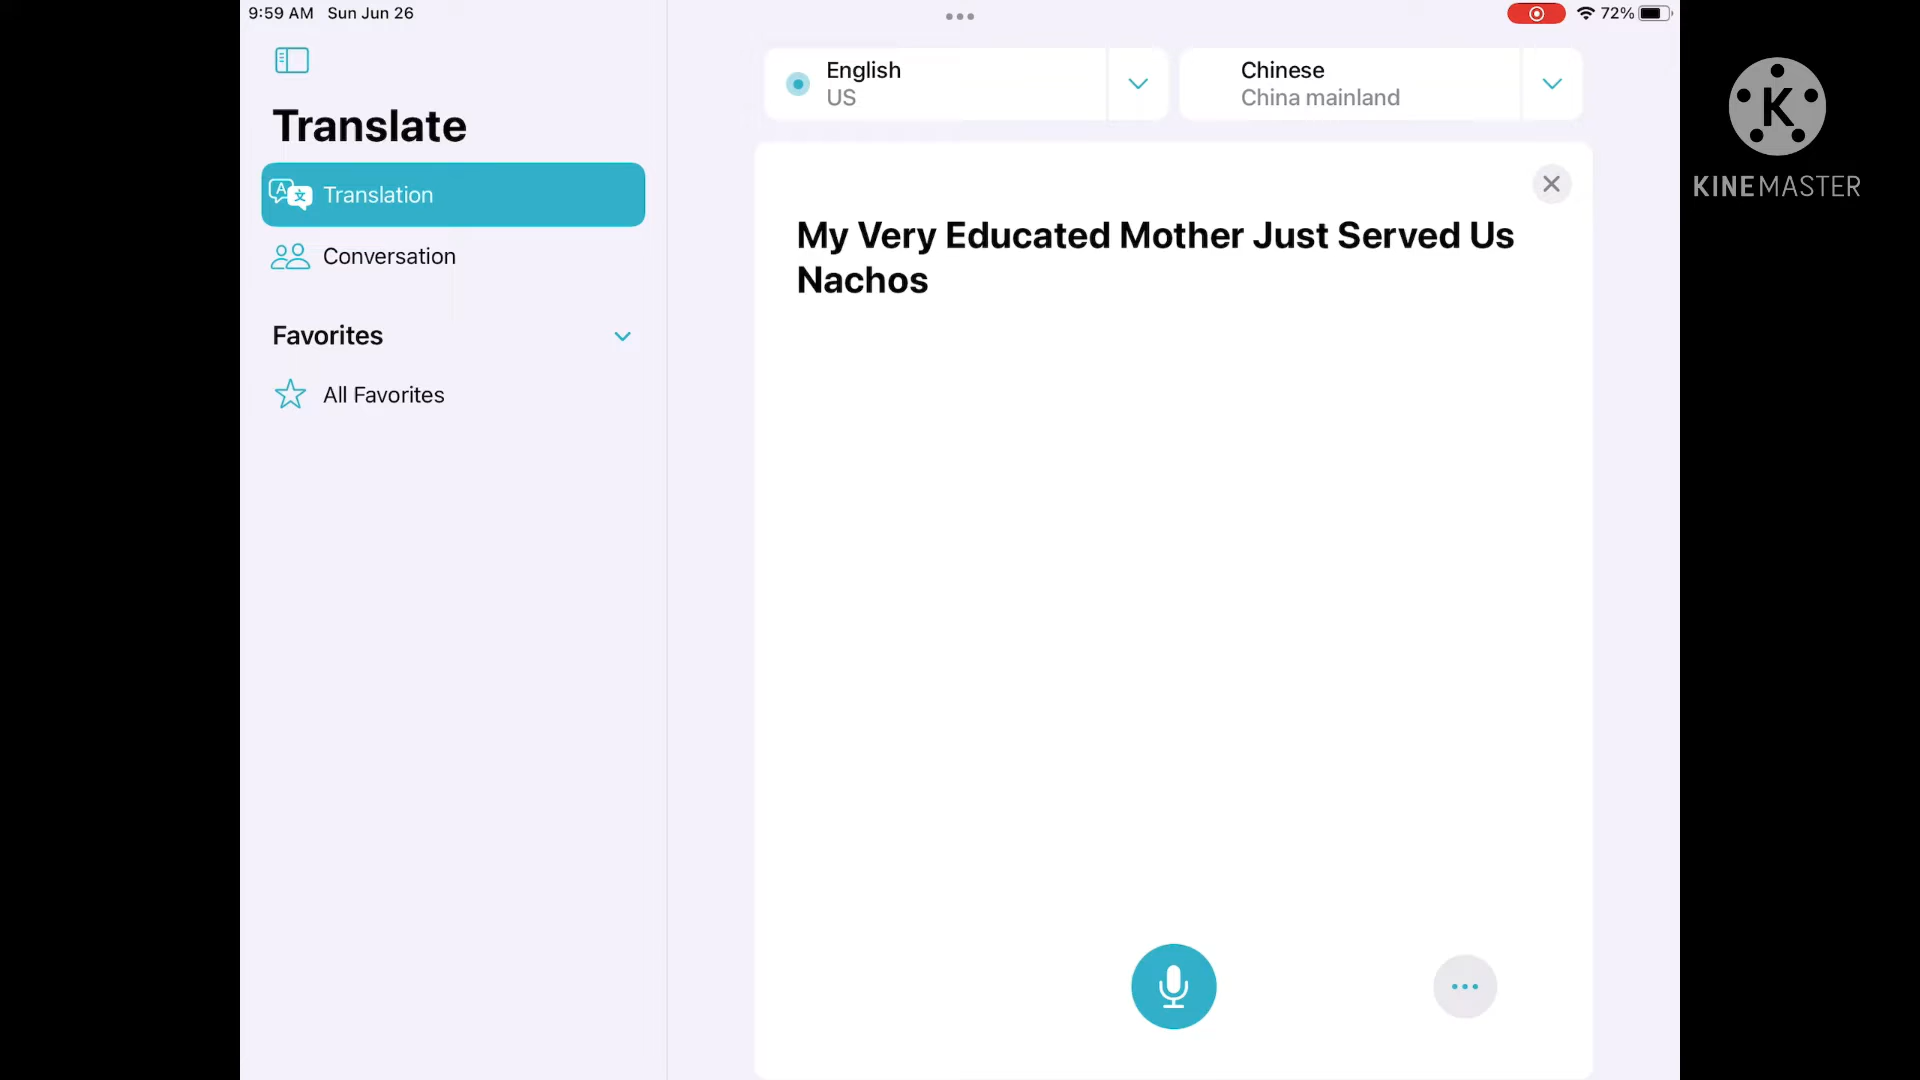 9:59 AM Sun Jun 26
72%
Translate
Translation
Conversation
Favorites
All Favorites
English
US
Chinese
China mainland
My Very Educated Mother Just Served Us
Nachos
K
KINEMASTER